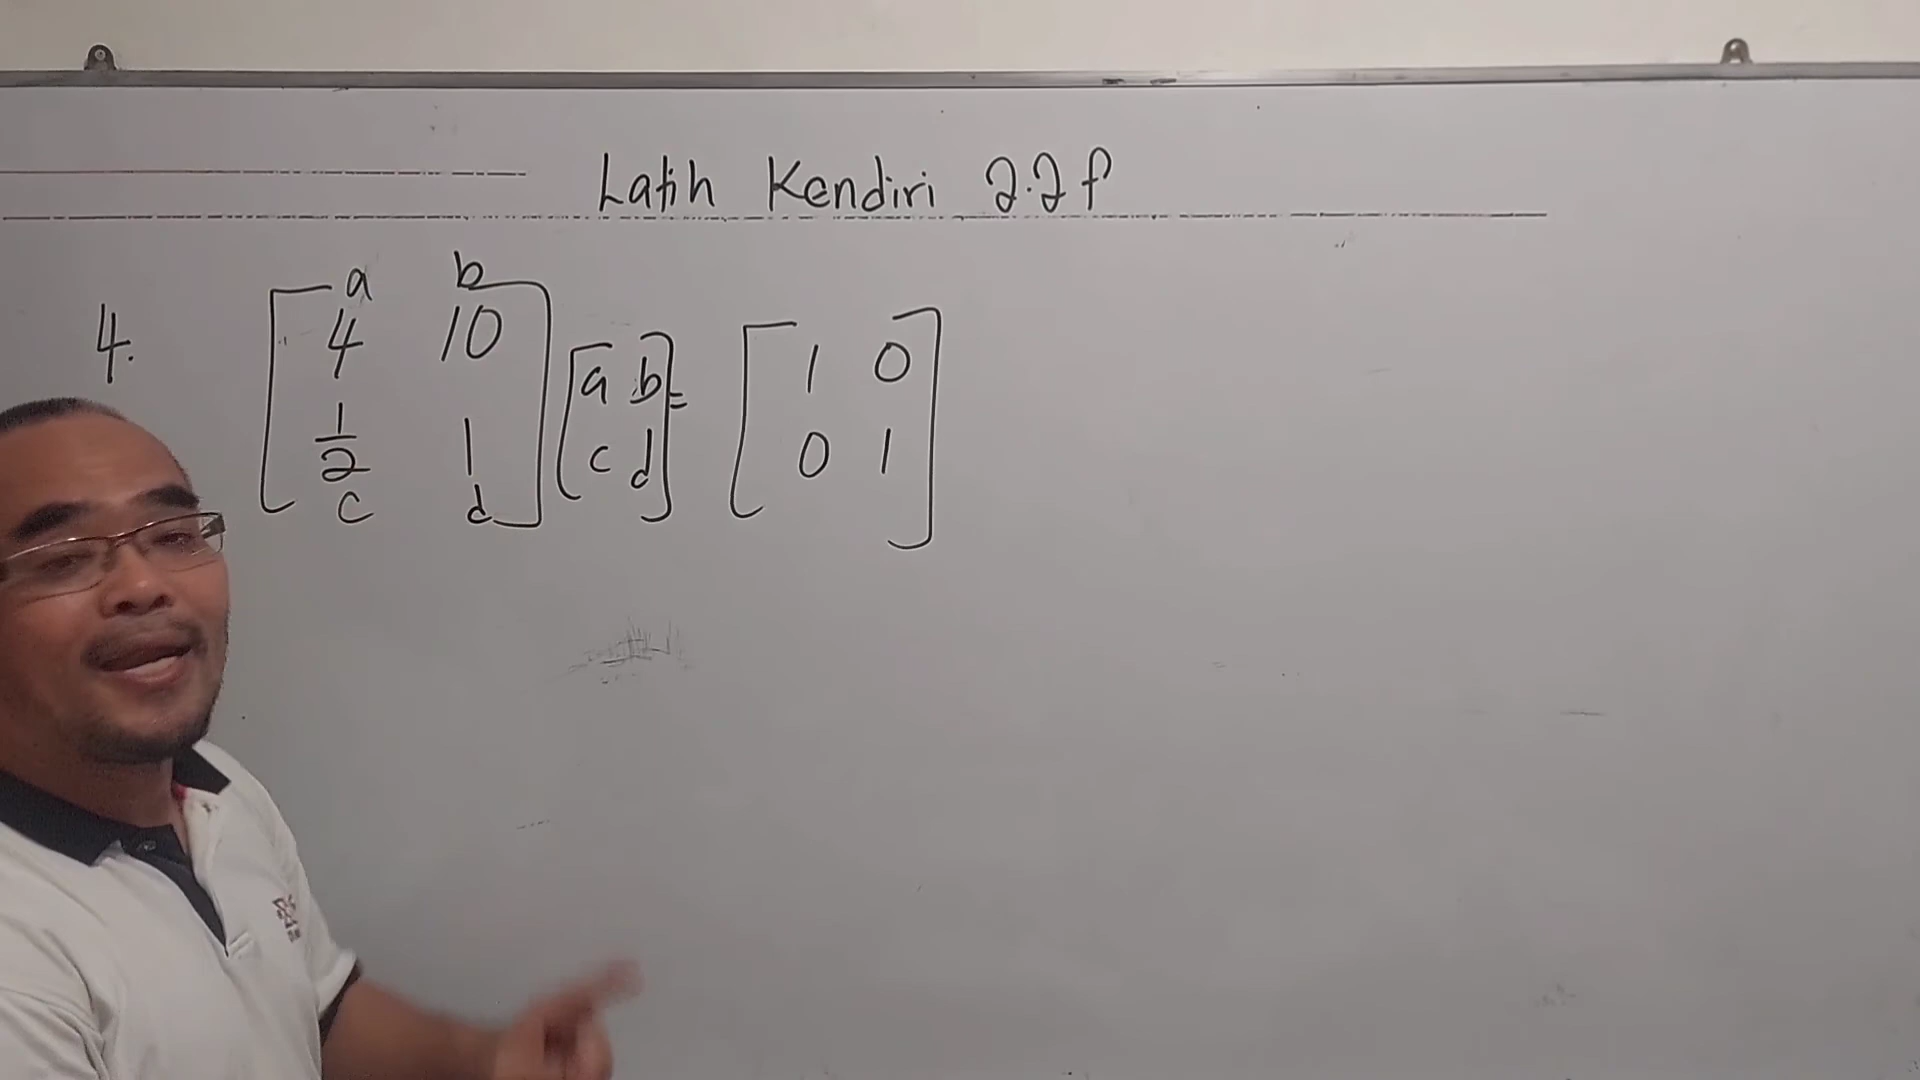 Latih Kendiri 2.2f
a b
4. [4 10] [a b] = [1 0]
[1/2 1] [c d] [0 1]
c d